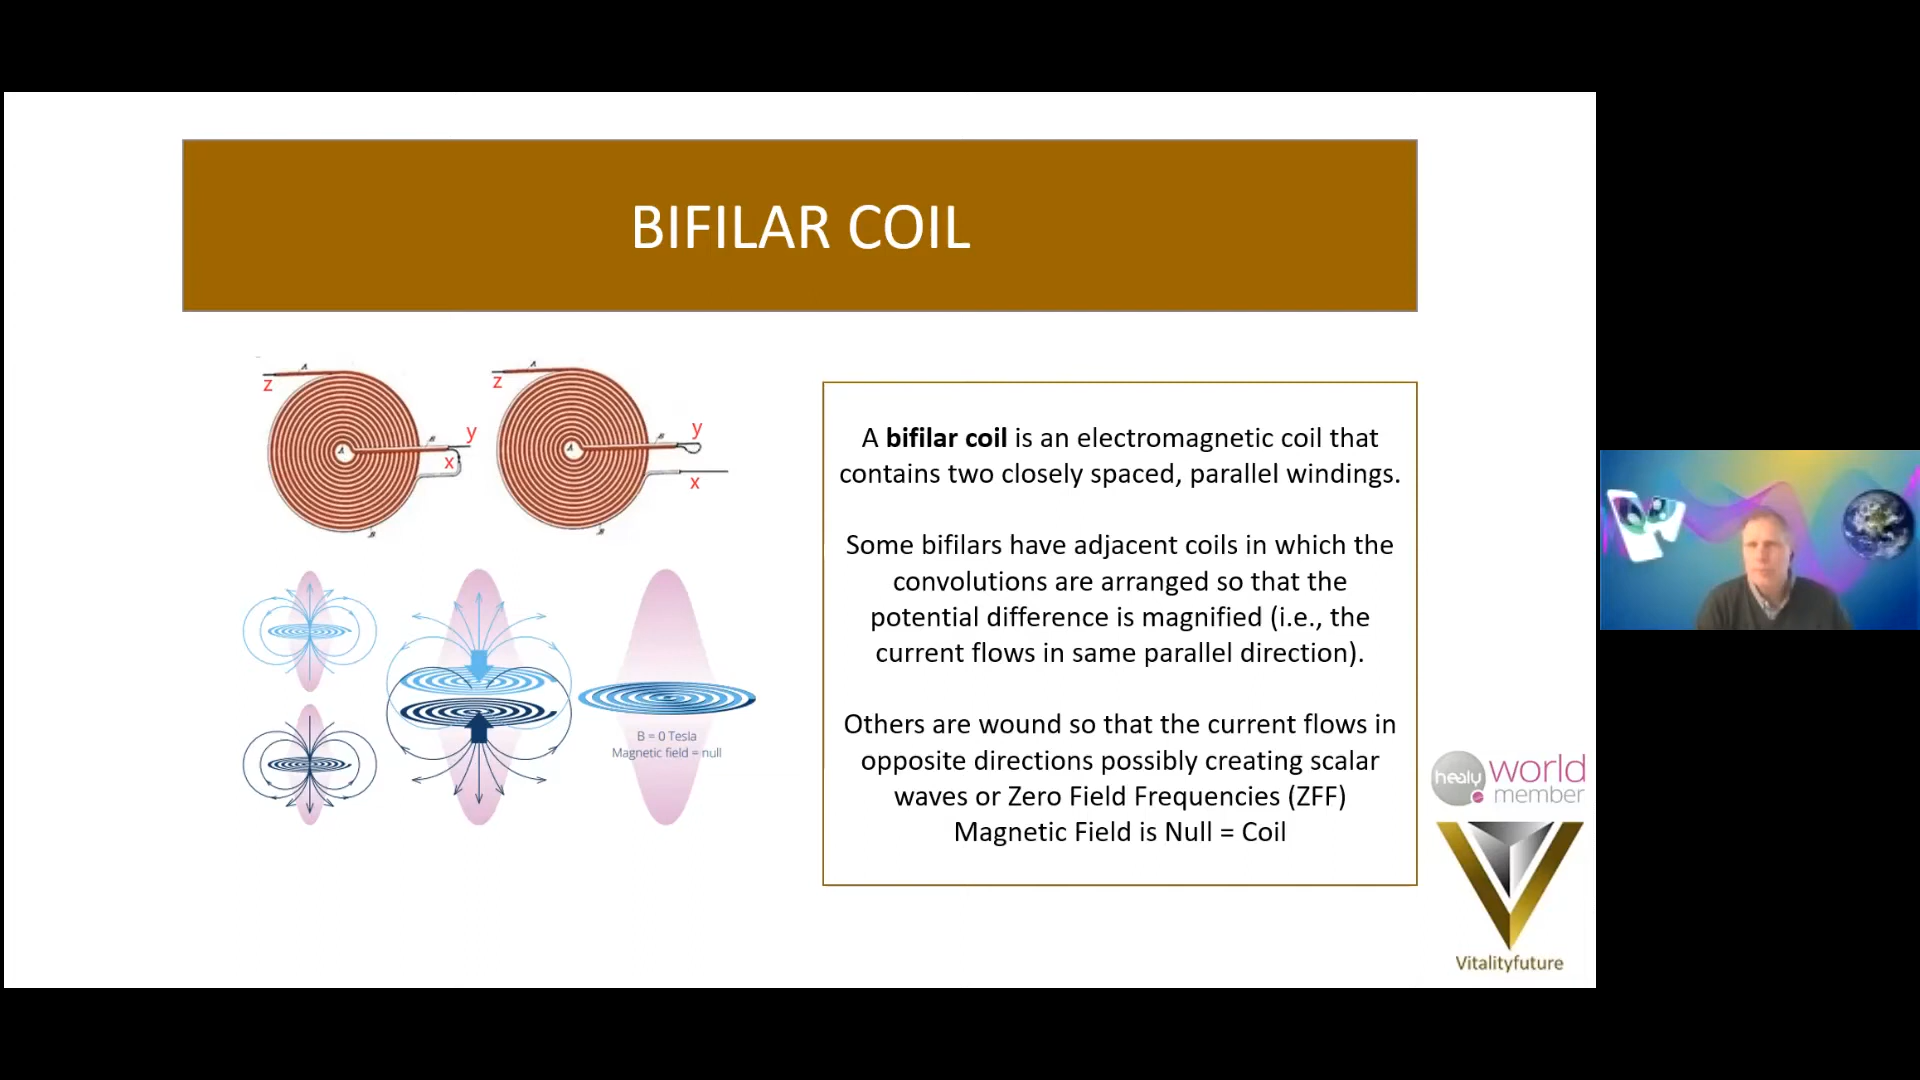 BIFILAR COIL
A
z
B
y
A
x
B
A
z
B
y
A
x
B
A bifilar coil is an electromagnetic coil that
contains two closely spaced, parallel windings.
Some bifilars have adjacent coils in which the
convolutions are arranged so that the
potential difference is magnified (i.e., the
current flows in same parallel direction).
Others are wound so that the current flows in
opposite directions possibly creating scalar
waves or Zero Field Frequencies (ZFF)
Magnetic Field is Null = Coil
B = 0 Tesla
Magnetic field = null
healy world
member
Vitalityfuture